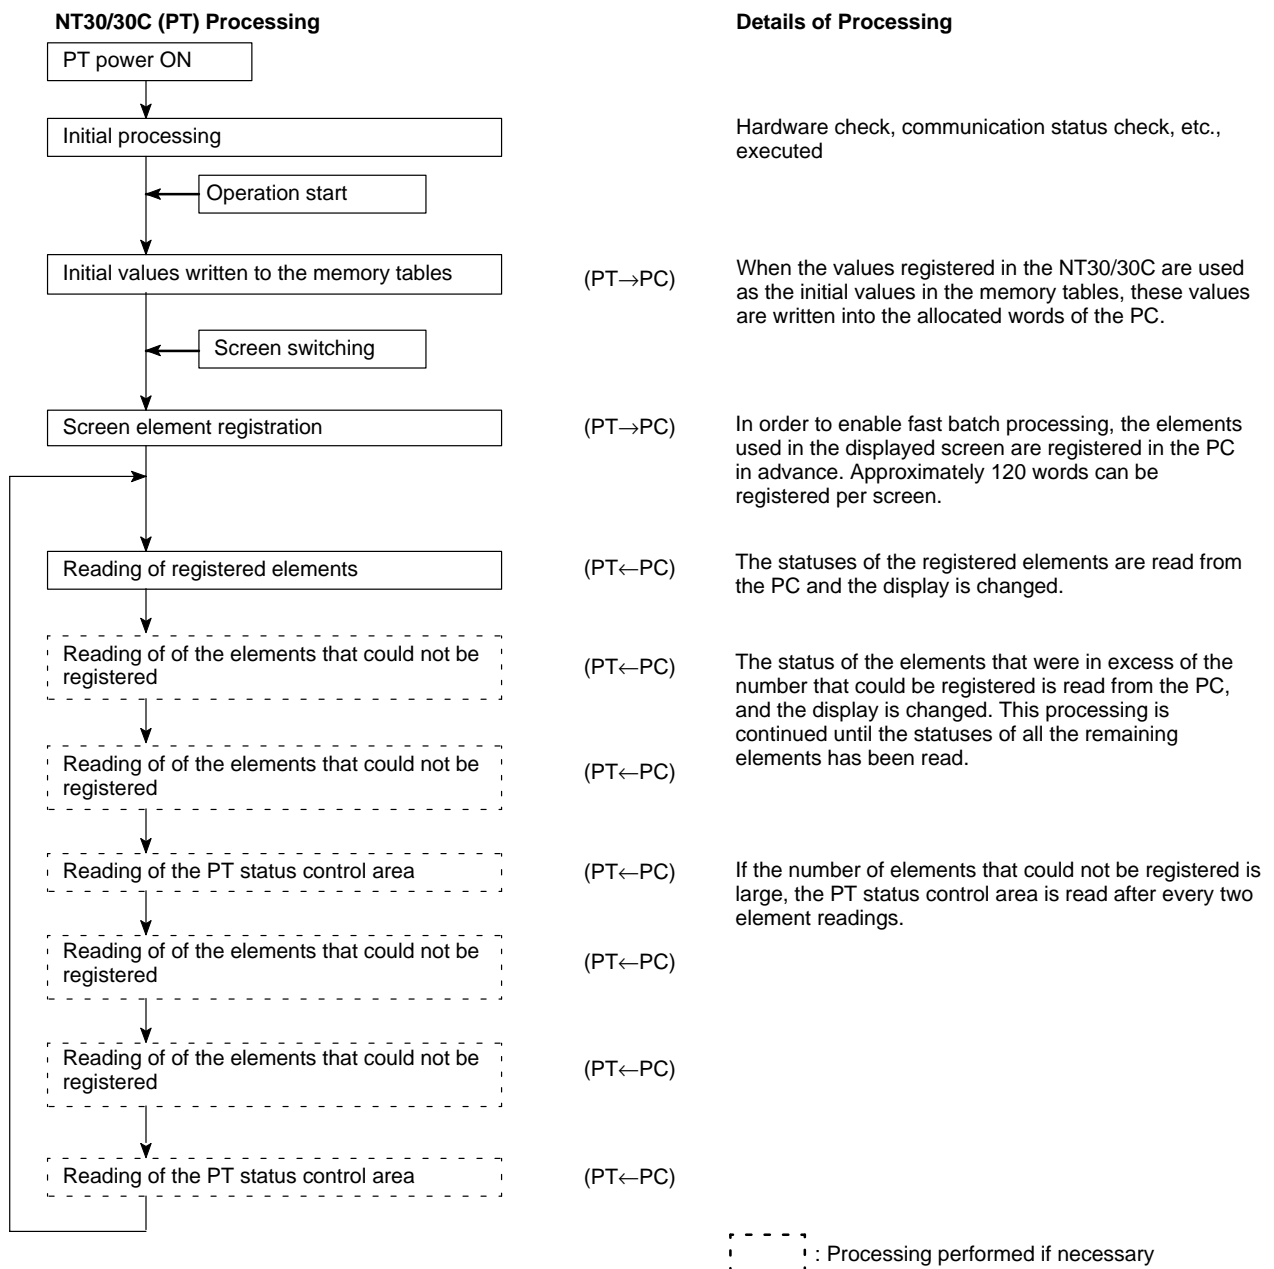 NT30/30C (PT) Processing
Details of Processing
PT power ON
Initial processing
Hardware check, communication status check, etc.,
executed
Operation start
Initial values written to the memory tables
(PT→PC)
When the values registered in the NT30/30C are used
as the initial values in the memory tables, these values
are written into the allocated words of the PC.
Screen switching
Screen element registration
(PT→PC)
In order to enable fast batch processing, the elements
used in the displayed screen are registered in the PC
in advance. Approximately 120 words can be
registered per screen.
Reading of registered elements
(PT←PC)
The statuses of the registered elements are read from
the PC and the display is changed.
Reading of of the elements that could not be
registered
(PT←PC)
The status of the elements that were in excess of the
number that could be registered is read from the PC,
and the display is changed. This processing is
continued until the statuses of all the remaining
elements has been read.
Reading of of the elements that could not be
registered
(PT←PC)
Reading of the PT status control area
(PT←PC)
If the number of elements that could not be registered is
large, the PT status control area is read after every two
element readings.
Reading of of the elements that could not be
registered
(PT←PC)
Reading of of the elements that could not be
registered
(PT←PC)
Reading of the PT status control area
(PT←PC)
: Processing performed if necessary